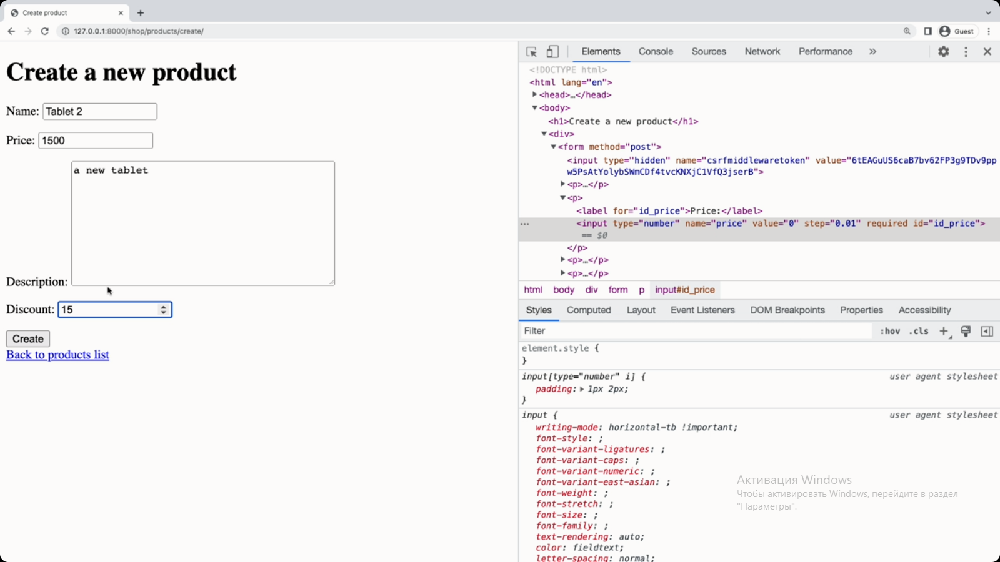 Create product
127.0.0.1:8000/shop/products/create/
Guest
Create a new product
Name: Tablet 2
Price: 1500
a new tablet
Description:
Discount: 15
Create
Back to products list
Elements Console Sources Network Performance »
<!DOCTYPE html>
<html lang="en">
<head>…</head>
<body>
<h1>Create a new product</h1>
<div>
<form method="post">
<input type="hidden" name="csrfmiddlewaretoken" value="6tEAGuUS6caB7bv62FP3g9TDv9pp
w5PsAtYolybSWmCDf4tvcKNXjC1VfQ3jserB">
<p>…</p>
<p>
<label for="id_price">Price:</label>
<input type="number" name="price" value="0" step="0.01" required id="id_price">
== $0
</p>
<p>…</p>
<p>…</p>
html body div form p input#id_price
Styles Computed Layout Event Listeners DOM Breakpoints Properties Accessibility
Filter :hov .cls
element.style {
}
input[type="number" i] { user agent stylesheet
padding: 1px 2px;
}
input { user agent stylesheet
writing-mode: horizontal-tb !important;
font-style: ;
font-variant-ligatures: ;
font-variant-caps: ;
font-variant-numeric: ;
font-variant-east-asian: ;
font-weight: ;
font-stretch: ;
font-size: ;
font-family: ;
text-rendering: auto;
color: fieldtext;
letter-spacing: normal;
Активация Windows
Чтобы активировать Windows, перейдите в раздел
"Параметры".